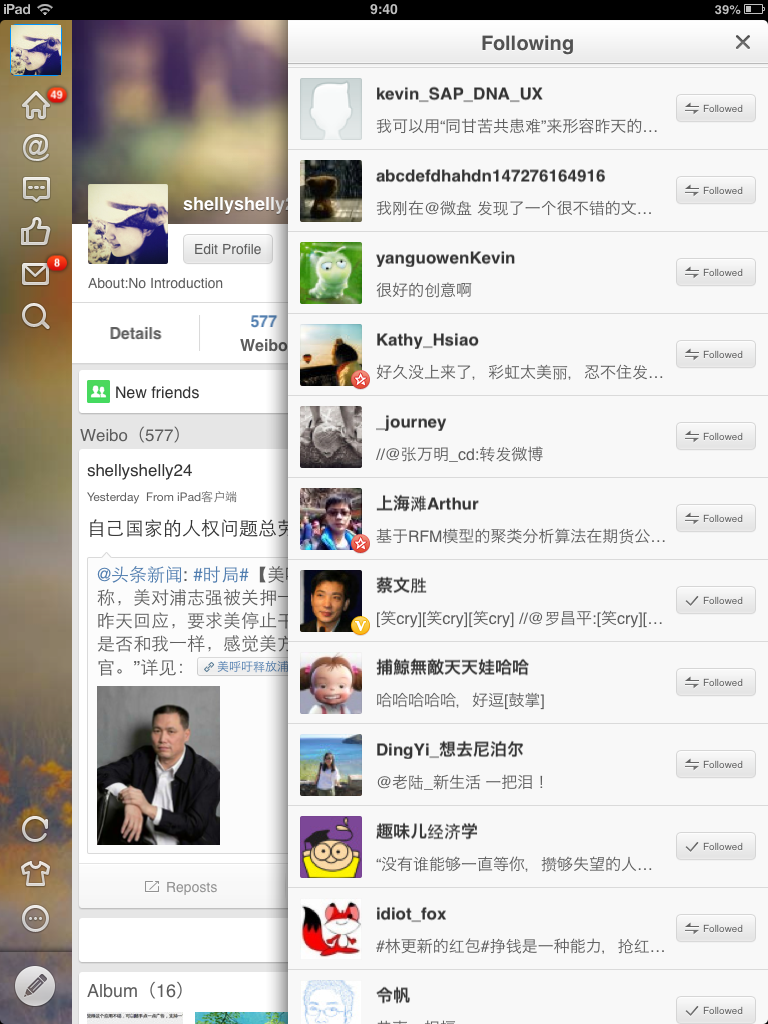 iPad
9:40
39%
49
8
shellyshelly2
Edit Profile
About:No Introduction
Details
577
Weibo
New friends
Weibo（577）
shellyshelly24
Yesterday From iPad客户端
自己国家的人权问题总劳
@头条新闻: #时局#【美呼
称，美对浦志强被关押一
昨天回应，要求美停止干
是否和我一样，感觉美方
官。”详见：
美呼吁释放浦
Reposts
Album（16）
Following
kevin_SAP_DNA_UX
我可以用“同甘苦共患难”来形容昨天的…
Followed
abcdefdhahdn147276164916
我刚在@微盘 发现了一个很不错的文…
Followed
yanguowenKevin
很好的创意啊
Followed
Kathy_Hsiao
好久没上来了，彩虹太美丽，忍不住发…
Followed
_journey
//@张万明_cd:转发微博
Followed
上海滩Arthur
基于RFM模型的聚类分析算法在期货公…
Followed
蔡文胜
[笑cry][笑cry][笑cry] //@罗昌平:[笑cry][…
Followed
捕鯨無敵天天娃哈哈
哈哈哈哈哈，好逗[鼓掌]
Followed
DingYi_想去尼泊尔
@老陆_新生活 一把泪！
Followed
趣味儿经济学
“没有谁能够一直等你，攒够失望的人…
Followed
idiot_fox
#林更新的红包#挣钱是一种能力，抢红…
Followed
令帆
Followed